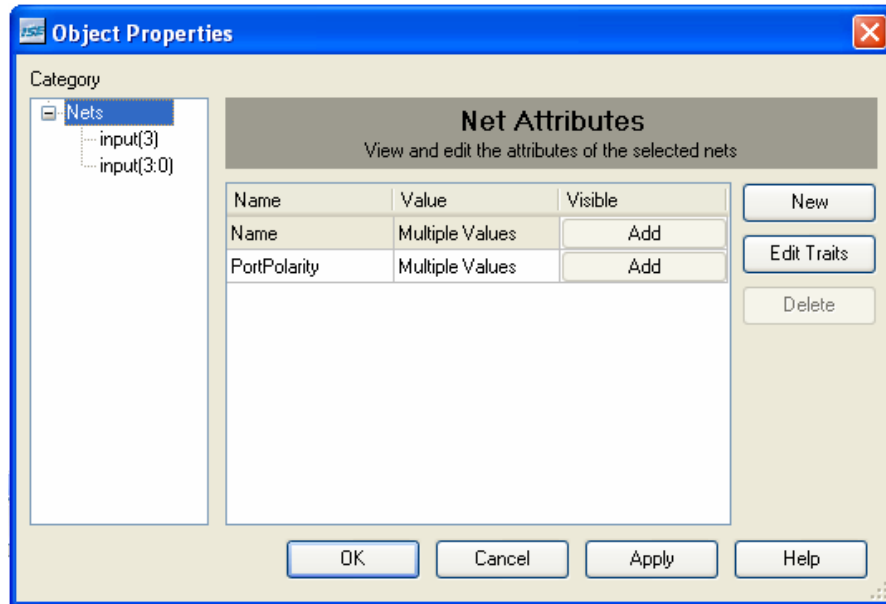 ISE Object Properties
Category
Nets
input(3)
input(3:0)
Net Attributes
View and edit the attributes of the selected nets
Name Value Visible
Name Multiple Values Add
PortPolarity Multiple Values Add
New
Edit Traits
Delete
OK Cancel Apply Help